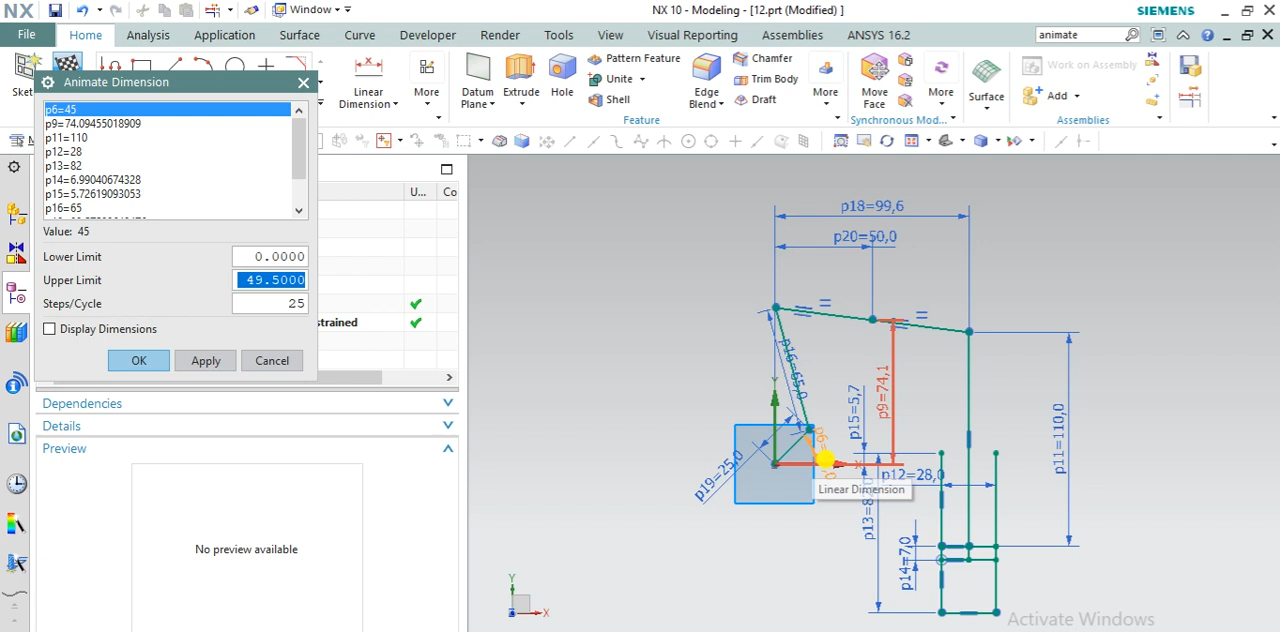 NX
Window
NX 10 - Modeling - [12.prt (Modified) ]
SIEMENS
File
Home
Analysis
Application
Surface
Curve
Developer
Render
Tools
View
Visual Reporting
Assemblies
ANSYS 16.2
animate
Linear
Dimension
More
Datum
Plane
Extrude
Hole
Pattern Feature
Unite
Shell
Edge
Blend
Chamfer
Trim Body
Draft
More
Feature
Move
Face
More
Synchronous Mod...
Surface
Work on Assembly
Add
Assemblies
Animate Dimension
p6=45
p9=74.09455018909
p11=110
p12=28
p13=82
p14=6.99040674328
p15=5.72619093053
p16=65
Value: 45
Lower Limit
0.0000
Upper Limit
49.5000
Steps/Cycle
25
Display Dimensions
OK
Apply
Cancel
U...
Co
strained
Dependencies
Details
Preview
No preview available
p18=99,6
p20=50,0
p16=65,0
p15=5,7
p9=74,1
p11=110,0
p19=25,0
X
p12=28,0
Linear Dimension
p14=7,0
Y
X
Activate Windows